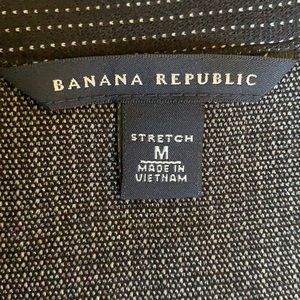 BANANA REPUBLIC
STRETCH
M
MADE IN
VIETNAM